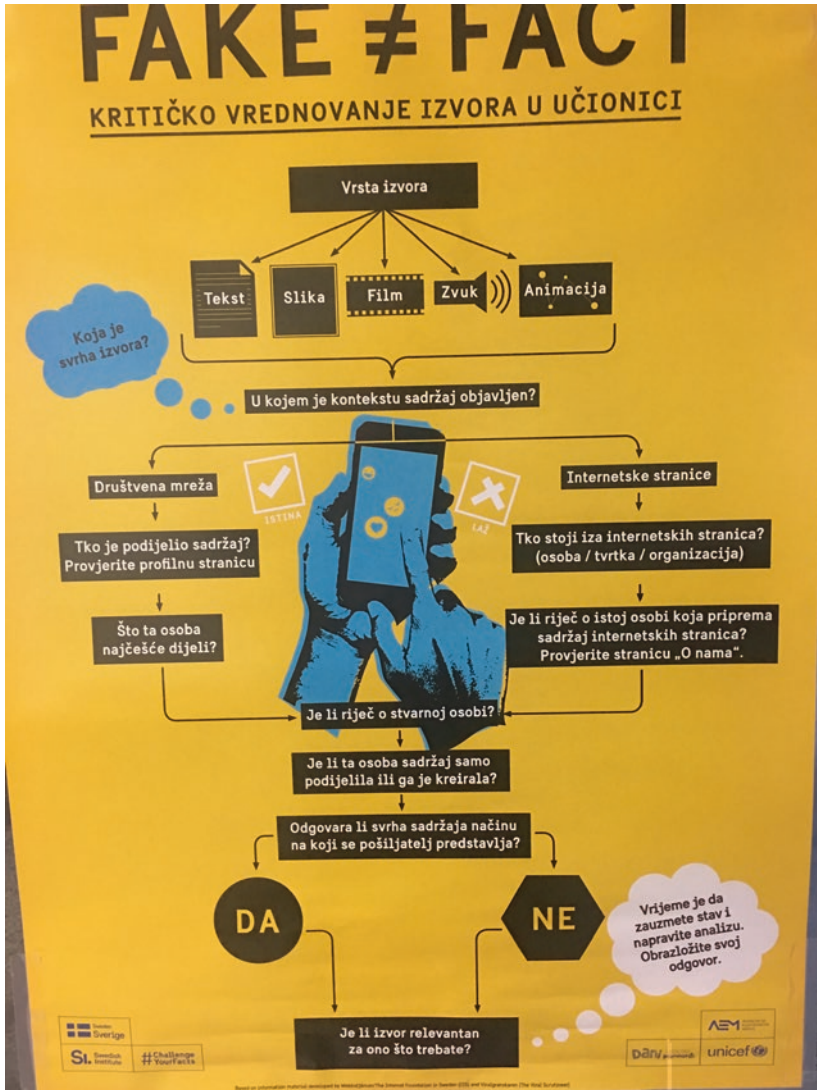 FAKE ≠ FACT
KRITIČKO VREDNOVANJE IZVORA U UČIONICI
Vrsta izvora
Tekst
Slika
Film
Zvuk
Animacija
Koja je
svrha izvora?
U kojem je kontekstu sadržaj objavljen?
Društvena mreža
ISTINA
LAŽ
Internetske stranice
Tko je podijelio sadržaj?
Provjerite profilnu stranicu
Tko stoji iza internetskih stranica?
(osoba / tvrtka / organizacija)
Što ta osoba
najčešće dijeli?
Je li riječ o istoj osobi koja priprema
sadržaj internetskih stranica?
Provjerite stranicu „O nama“.
Je li riječ o stvarnoj osobi?
Je li ta osoba sadržaj samo
podijelila ili ga je kreirala?
Odgovara li svrha sadržaja načinu
na koji se pošiljatelj predstavlja?
DA
NE
Vrijeme je da
zauzmete stav i
napravite analizu.
Obrazložite svoj
odgovor.
Je li izvor relevantan
za ono što trebate?
Sweden
Sverige
SI. Swedish
Institute
#Challenge
YourFacts
AEM
unicef